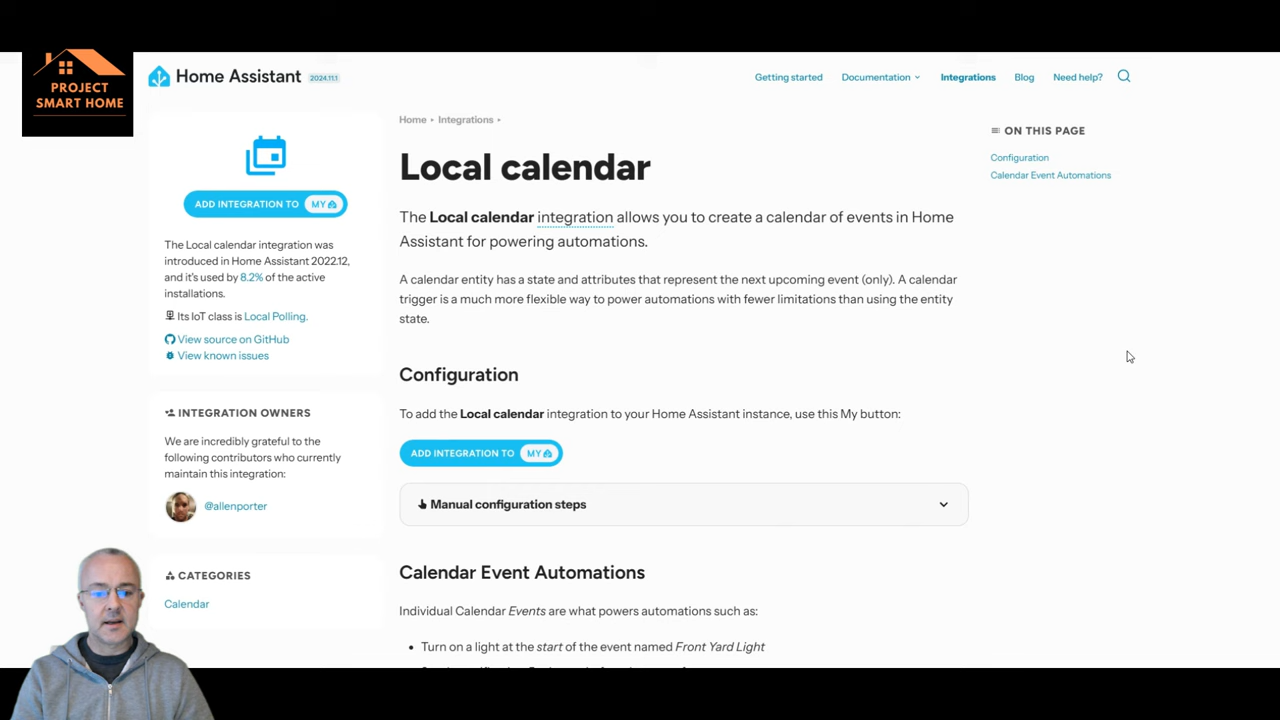 PROJECT
SMART HOME
Home Assistant 2024.11.1
Getting started
Documentation
Integrations
Blog
Need help?
ADD INTEGRATION TO MY
The Local calendar integration was
introduced in Home Assistant 2022.12,
and it's used by 8.2% of the active
installations.
Its IoT class is Local Polling.
View source on GitHub
View known issues
INTEGRATION OWNERS
We are incredibly grateful to the
following contributors who currently
maintain this integration:
@allenporter
CATEGORIES
Calendar
Home ▸ Integrations ▸
Local calendar
The Local calendar integration allows you to create a calendar of events in Home
Assistant for powering automations.
A calendar entity has a state and attributes that represent the next upcoming event (only). A calendar
trigger is a much more flexible way to power automations with fewer limitations than using the entity
state.
Configuration
To add the Local calendar integration to your Home Assistant instance, use this My button:
ADD INTEGRATION TO MY
Manual configuration steps
Calendar Event Automations
Individual Calendar Events are what powers automations such as:
• Turn on a light at the start of the event named Front Yard Light
ON THIS PAGE
Configuration
Calendar Event Automations